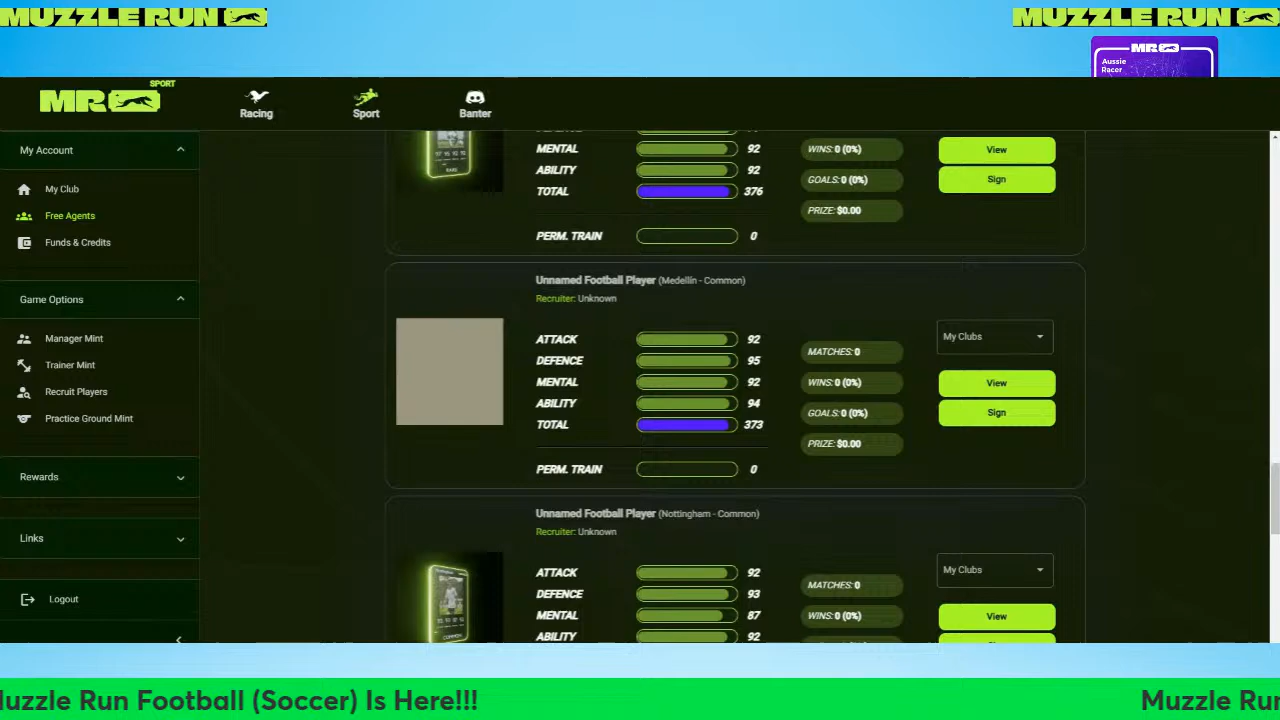 MUZZLE RUN
MUZZLE RUN
MR
Aussie
Racer
MR
SPORT
Racing
Sport
Banter
My Account
My Club
Free Agents
Funds & Credits
Game Options
Manager Mint
Trainer Mint
Recruit Players
Practice Ground Mint
Rewards
Links
Logout
MENTAL 92
ABILITY 92
TOTAL 376
PERM. TRAIN 0
WINS: 0 (0%)
GOALS: 0 (0%)
PRIZE: $0.00
View
Sign
Unnamed Football Player (Medellín - Common)
Recruiter: Unknown
ATTACK 92
DEFENCE 95
MENTAL 92
ABILITY 94
TOTAL 373
PERM. TRAIN 0
MATCHES: 0
WINS: 0 (0%)
GOALS: 0 (0%)
PRIZE: $0.00
My Clubs
View
Sign
Unnamed Football Player (Nottingham - Common)
Recruiter: Unknown
COMMON
ATTACK 92
DEFENCE 93
MENTAL 87
ABILITY 92
MATCHES: 0
WINS: 0 (0%)
My Clubs
View
uzzle Run Football (Soccer) Is Here!!!
Muzzle Ru